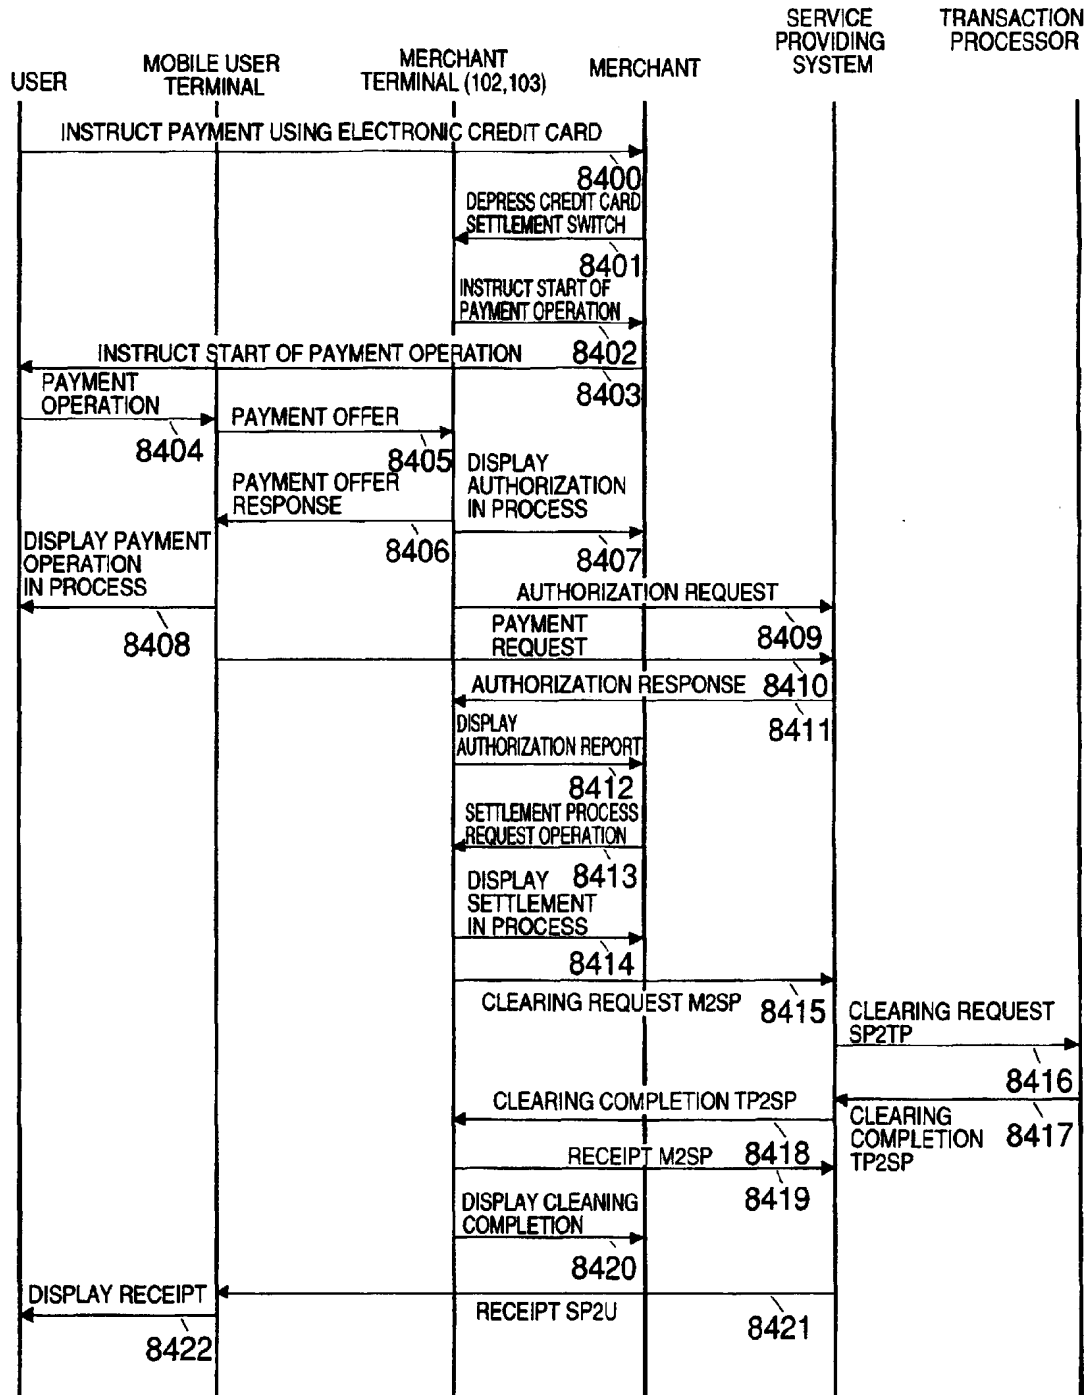 USER
MOBILE USER
TERMINAL
MERCHANT
TERMINAL (102,103)
MERCHANT
SERVICE
PROVIDING
SYSTEM
TRANSACTION
PROCESSOR
INSTRUCT PAYMENT USING ELECTRONIC CREDIT CARD
8400
DEPRESS CREDIT CARD
SETTLEMENT SWITCH
8401
INSTRUCT START OF
PAYMENT OPERATION
8402
INSTRUCT START OF PAYMENT OPERATION
8403
PAYMENT
OPERATION
8404
PAYMENT OFFER
8405
PAYMENT OFFER
RESPONSE
8406
DISPLAY
AUTHORIZATION
IN PROCESS
8407
DISPLAY PAYMENT
OPERATION
IN PROCESS
8408
AUTHORIZATION REQUEST
8409
PAYMENT
REQUEST
8410
AUTHORIZATION RESPONSE
8411
DISPLAY
AUTHORIZATION REPORT
8412
SETTLEMENT PROCESS
REQUEST OPERATION
8413
DISPLAY
SETTLEMENT
IN PROCESS
8414
CLEARING REQUEST M2SP
8415
CLEARING REQUEST
SP2TP
8416
CLEARING
COMPLETION
TP2SP
8417
CLEARING COMPLETION TP2SP
8418
RECEIPT M2SP
8419
DISPLAY CLEANING
COMPLETION
8420
RECEIPT SP2U
8421
DISPLAY RECEIPT
8422